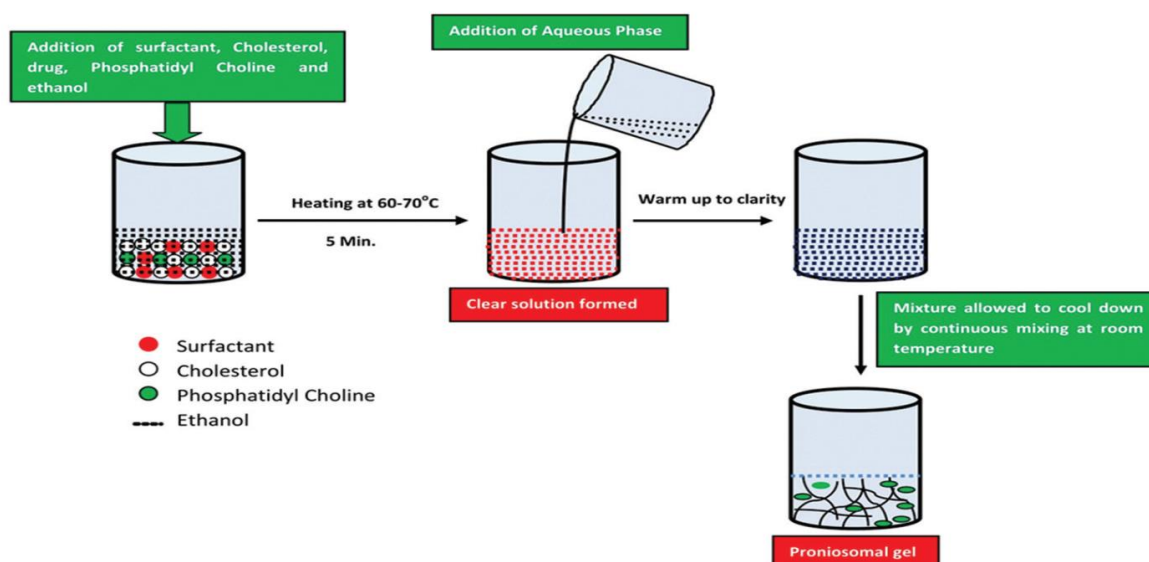 Addition of surfactant, Cholesterol,
drug, Phosphatidyl Choline and
ethanol
Addition of Aqueous Phase
Heating at 60-70°C
5 Min.
Warm up to clarity
Clear solution formed
Surfactant
Cholesterol
Phosphatidyl Choline
Ethanol
Mixture allowed to cool down
by continuous mixing at room
temperature
Proniosomal gel